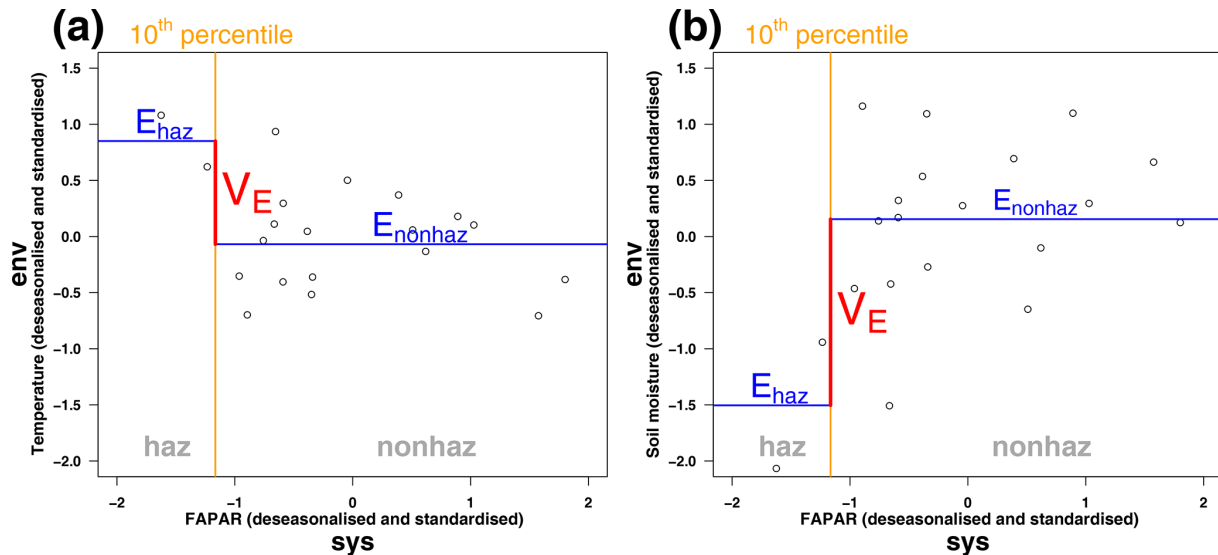 (a)
10th percentile
env
Temperature (deseasonalised and standardised)
1.5
1.0
0.5
0.0
−0.5
−1.0
−1.5
−2.0
Ehaz
VE
Enonhaz
haz
nonhaz
−2
−1
0
1
2
FAPAR (deseasonalised and standardised)
sys
(b)
10th percentile
env
Soil moisture (deseasonalised and standardised)
1.5
1.0
0.5
0.0
−0.5
−1.0
−1.5
−2.0
Enonhaz
VE
Ehaz
haz
nonhaz
−2
−1
0
1
2
FAPAR (deseasonalised and standardised)
sys